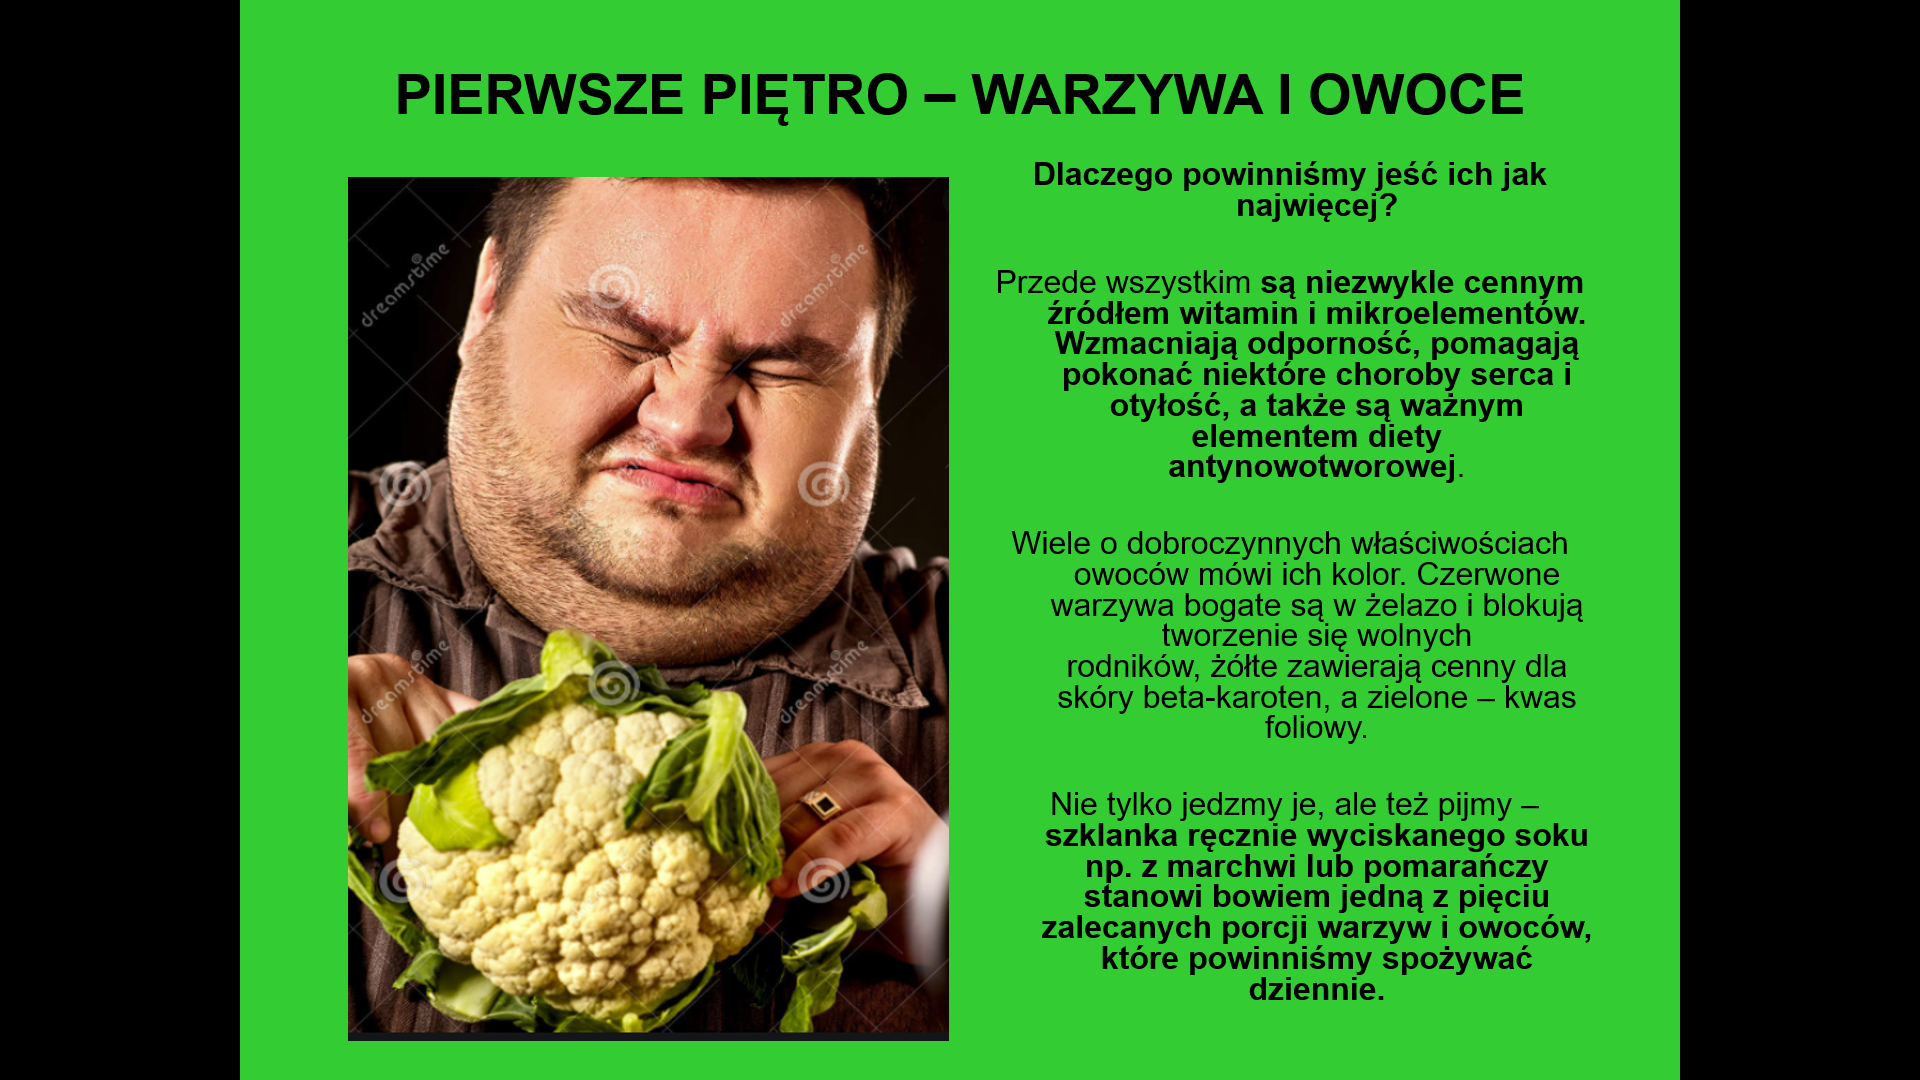 PIERWSZE PIĘTRO – WARZYWA I OWOCE
dreamstime
dreamstime
dreamstime
dreamstime
Dlaczego powinniśmy jeść ich jak
najwięcej?
Przede wszystkim są niezwykle cennym
źródłem witamin i mikroelementów.
Wzmacniają odporność, pomagają
pokonać niektóre choroby serca i
otyłość, a także są ważnym
elementem diety
antynowotworowej.
Wiele o dobroczynnych właściwościach
owoców mówi ich kolor. Czerwone
warzywa bogate są w żelazo i blokują
tworzenie się wolnych
rodników, żółte zawierają cenny dla
skóry beta-karoten, a zielone – kwas
foliowy.
Nie tylko jedzmy je, ale też pijmy –
szklanka ręcznie wyciskanego soku
np. z marchwi lub pomarańczy
stanowi bowiem jedną z pięciu
zalecanych porcji warzyw i owoców,
które powinniśmy spożywać
dziennie.